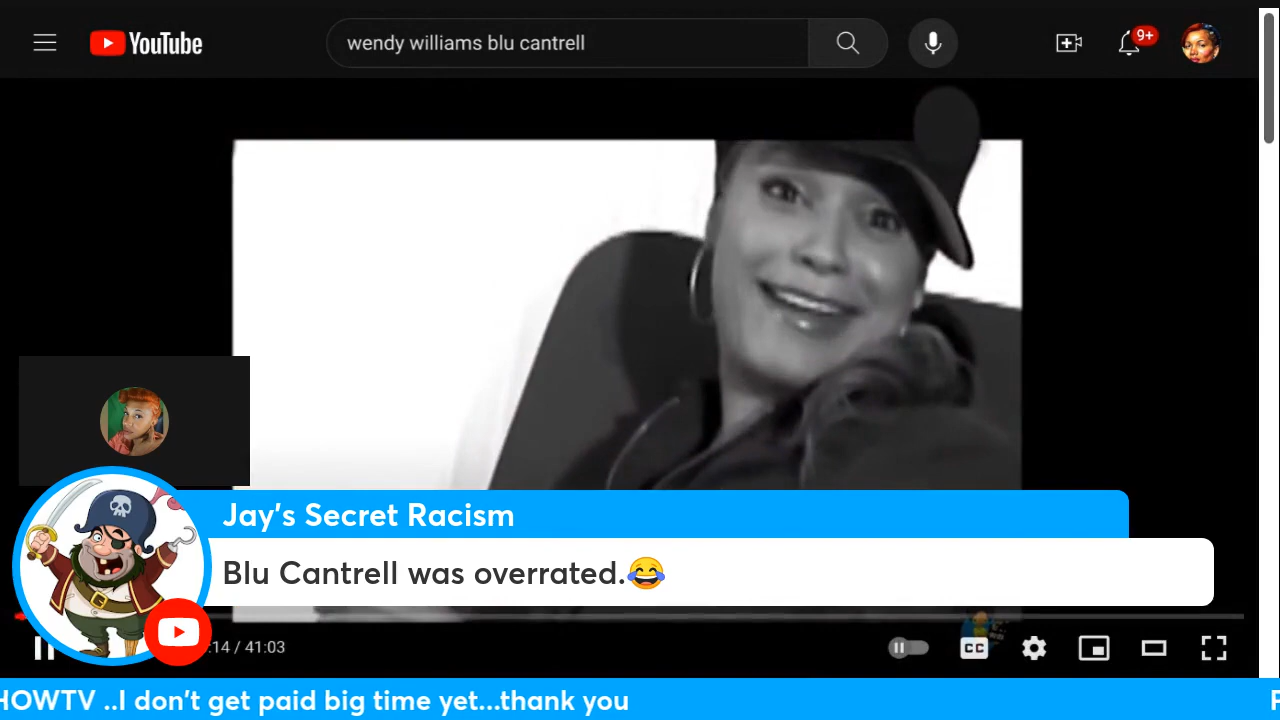 YouTube
wendy williams blu cantrell
9+
Jay's Secret Racism
Blu Cantrell was overrated.😂
:14 / 41:03
CC
HOWTV ..I don't get paid big time yet...thank you